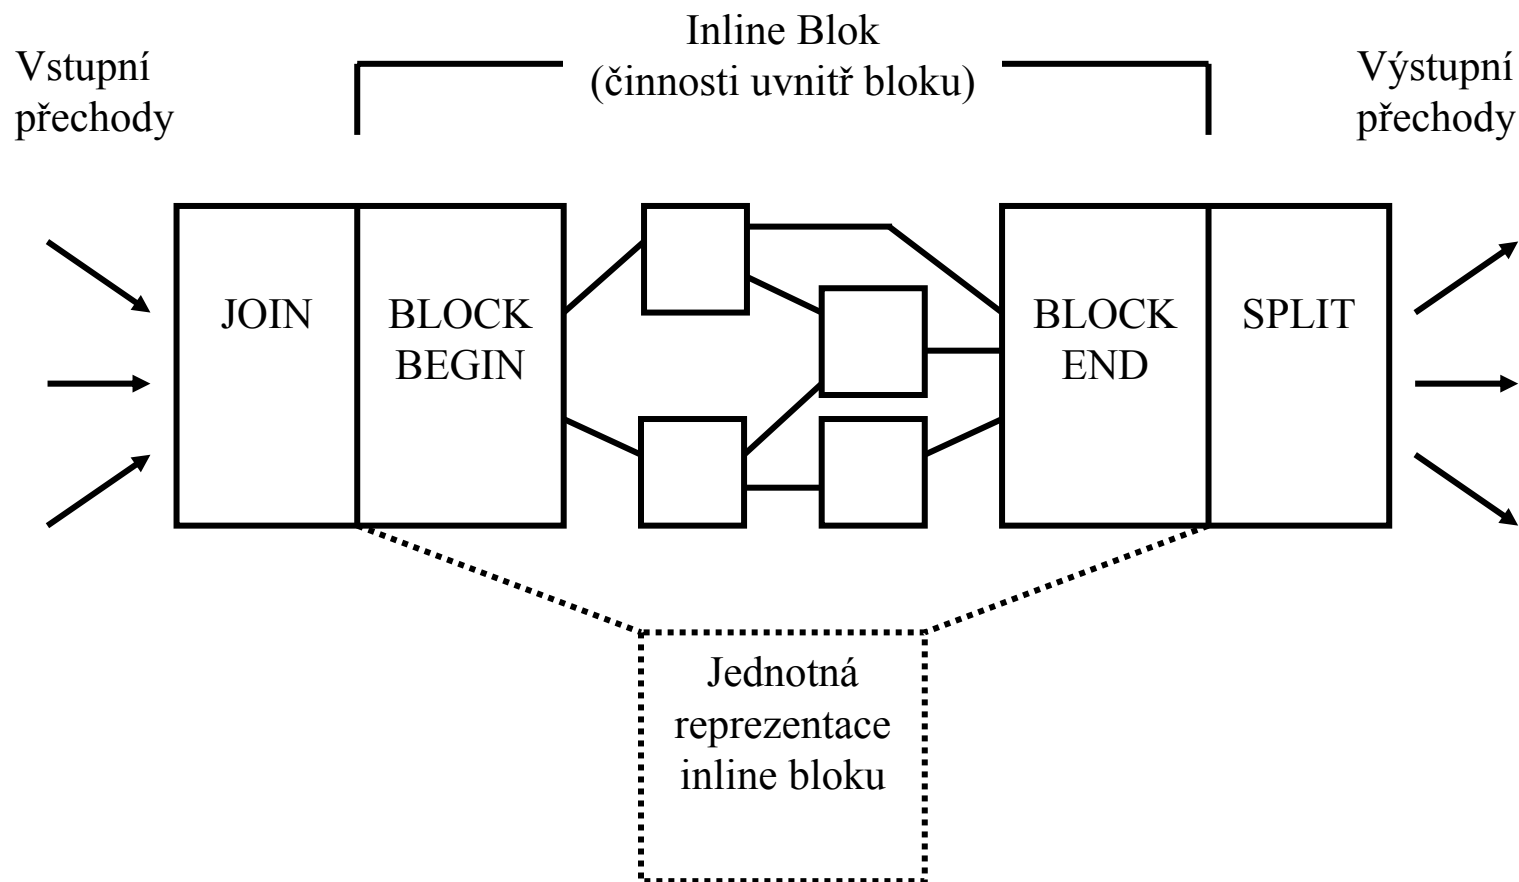 Inline Blok
(činnosti uvnitř bloku)
Vstupní
přechody
Výstupní
přechody
JOIN
BLOCK
BEGIN
BLOCK
END
SPLIT
Jednotná
reprezentace
inline bloku